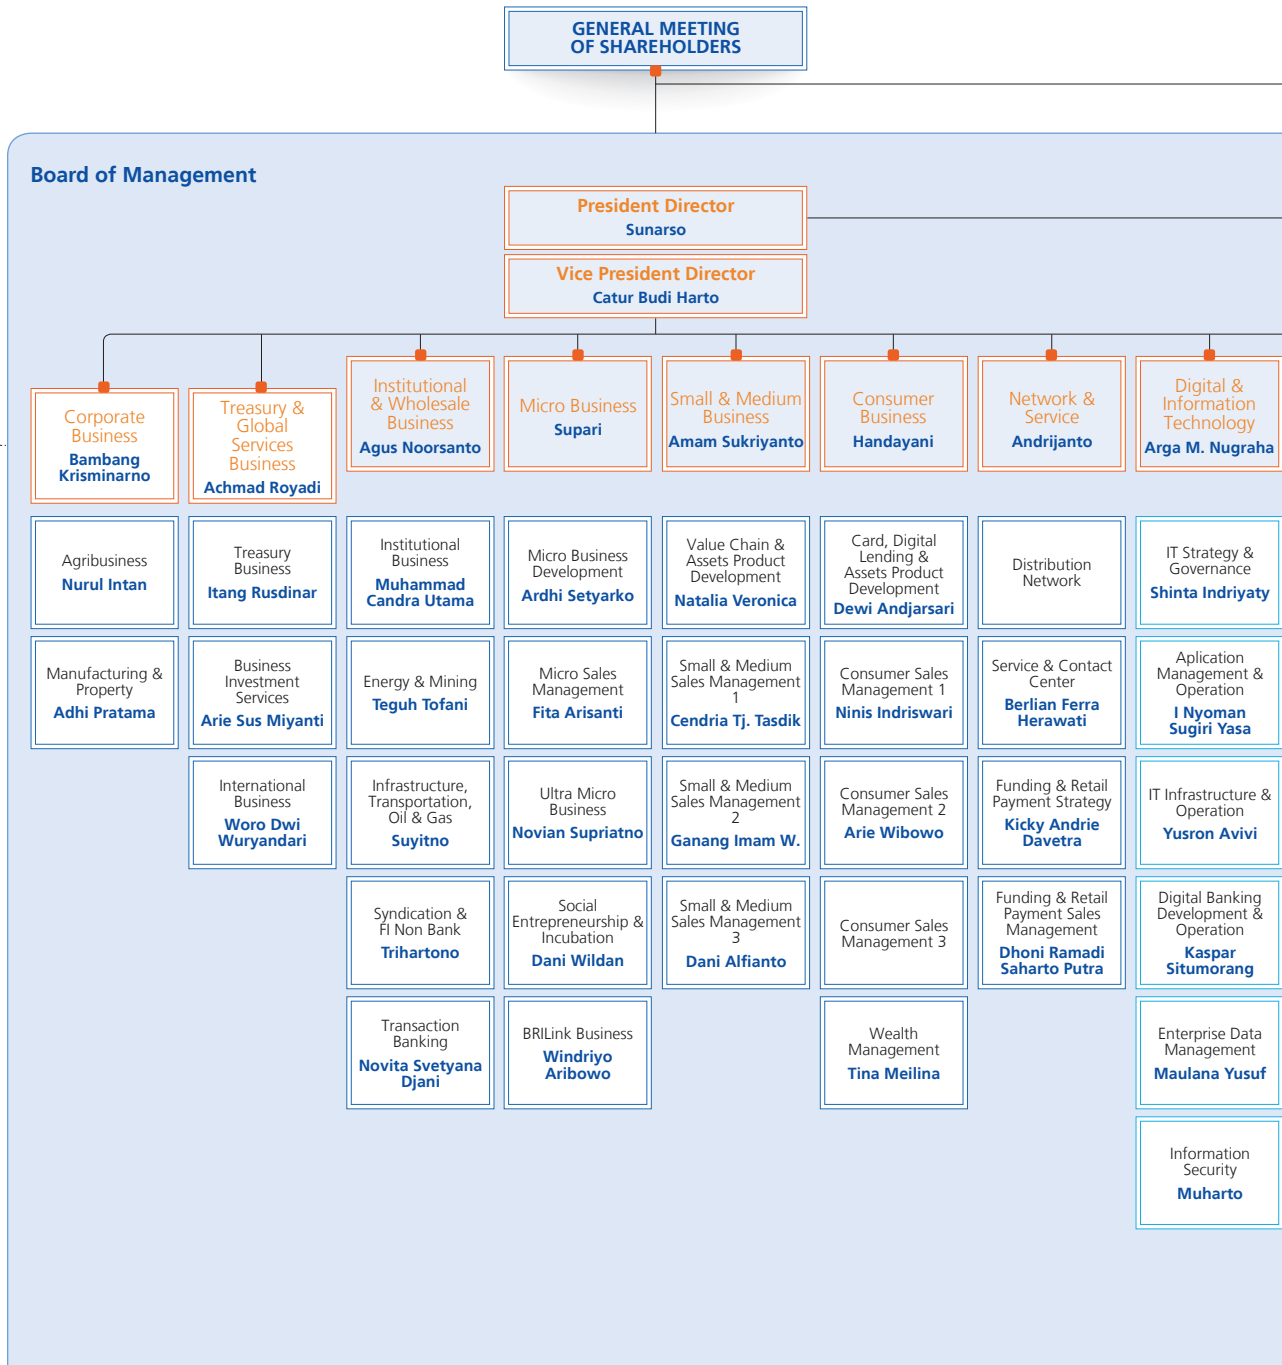 GENERAL MEETING
OF SHAREHOLDERS
Board of Management
President Director
Sunarso
Vice President Director
Catur Budi Harto
Corporate
Business
Bambang
Krisminarno
Agribusiness
Nurul Intan
Manufacturing &
Property
Adhi Pratama
Treasury &
Global
Services
Business
Achmad Royadi
Treasury
Business
Itang Rusdinar
Business
Investment
Services
Arie Sus Miyanti
International
Business
Woro Dwi
Wuryandari
Institutional
& Wholesale
Business
Agus Noorsanto
Institutional
Business
Muhammad
Candra Utama
Energy & Mining
Teguh Tofani
Infrastructure,
Transportation,
Oil & Gas
Suyitno
Syndication &
FI Non Bank
Trihartono
Transaction
Banking
Novita Svetyana
Djani
Micro Business
Supari
Micro Business
Development
Ardhi Setyarko
Micro Sales
Management
Fita Arisanti
Ultra Micro
Business
Novian Supriatno
Social
Entrepreneurship &
Incubation
Dani Wildan
BRILink Business
Windriyo
Aribowo
Small & Medium
Business
Amam Sukriyanto
Value Chain &
Assets Product
Development
Natalia Veronica
Small & Medium
Sales Management
1
Cendria Tj. Tasdik
Small & Medium
Sales Management
2
Ganang Imam W.
Small & Medium
Sales Management
3
Dani Alfianto
Consumer
Business
Handayani
Card, Digital
Lending &
Assets Product
Development
Dewi Andjarsari
Consumer Sales
Management 1
Ninis Indriswari
Consumer Sales
Management 2
Arie Wibowo
Consumer Sales
Management 3
Wealth
Management
Tina Meilina
Network &
Service
Andrijanto
Distribution
Network
Service & Contact
Center
Berlian Ferra
Herawati
Funding & Retail
Payment Strategy
Kicky Andrie
Davetra
Funding & Retail
Payment Sales
Management
Dhoni Ramadi
Saharto Putra
Digital &
Information
Technology
Arga M. Nugraha
IT Strategy &
Governance
Shinta Indriyaty
Aplication
Management &
Operation
I Nyoman
Sugiri Yasa
IT Infrastructure &
Operation
Yusron Avivi
Digital Banking
Development &
Operation
Kaspar
Situmorang
Enterprise Data
Management
Maulana Yusuf
Information
Security
Muharto